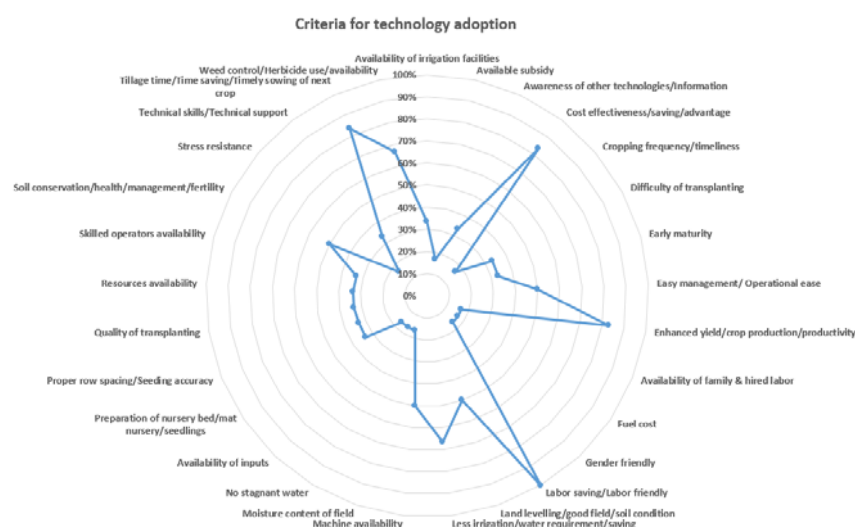 Criteria for technology adoption
Availability of irrigation facilities
Weed control/Herbicide use/availability
Available subsidy
Tillage time/Time saving/Timely sowing of next
crop
Awareness of other technologies/Information
Technical skills/Technical support
Cost effectiveness/saving/advantage
Stress resistance
Cropping frequency/timeliness
Soil conservation/health/management/fertility
Difficulty of transplanting
Skilled operators availability
Early maturity
Resources availability
Easy management/ Operational ease
Quality of transplanting
Enhanced yield/crop production/productivity
Proper row spacing/Seeding accuracy
Availability of family & hired labor
Preparation of nursery bed/mat
nursery/seedlings
Fuel cost
Availability of inputs
Gender friendly
No stagnant water
Labor saving/Labor friendly
Moisture content of field
Land levelling/good field/soil condition
Machine availability
Less irrigation/water requirement/saving
100%
90%
80%
70%
60%
50%
40%
30%
20%
10%
0%